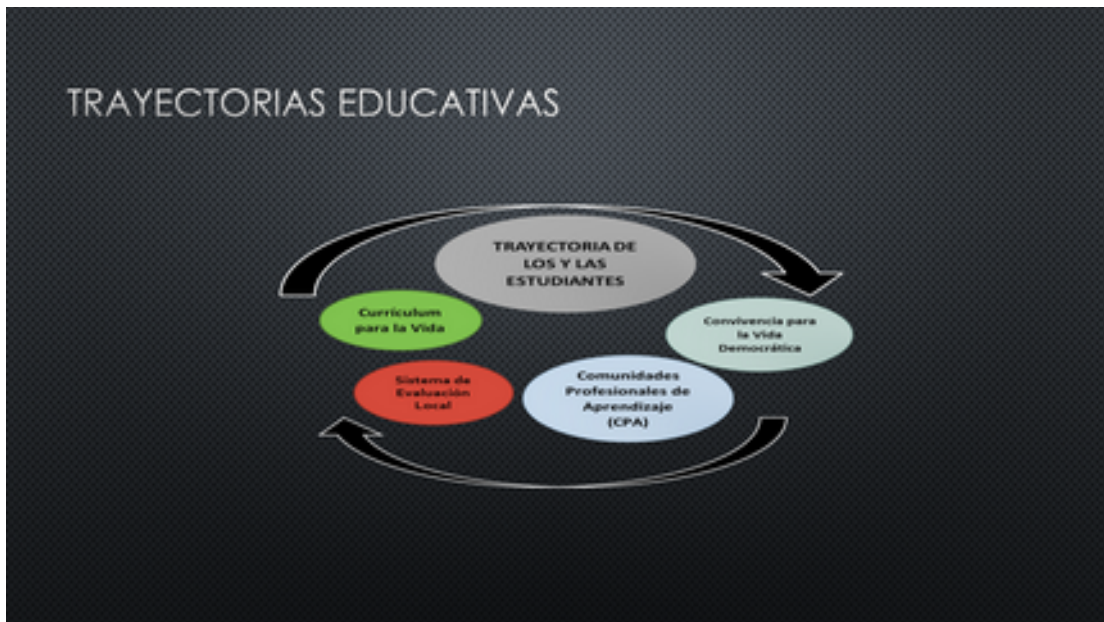 TRAYECTORIAS EDUCATIVAS
TRAYECTORIA DE
LOS Y LAS
ESTUDIANTES
Currículum
para la Vida
Convivencia para
la Vida
Democrática
Sistema de
Evaluación
Local
Comunidades
Profesionales de
Aprendizaje
(CPA)